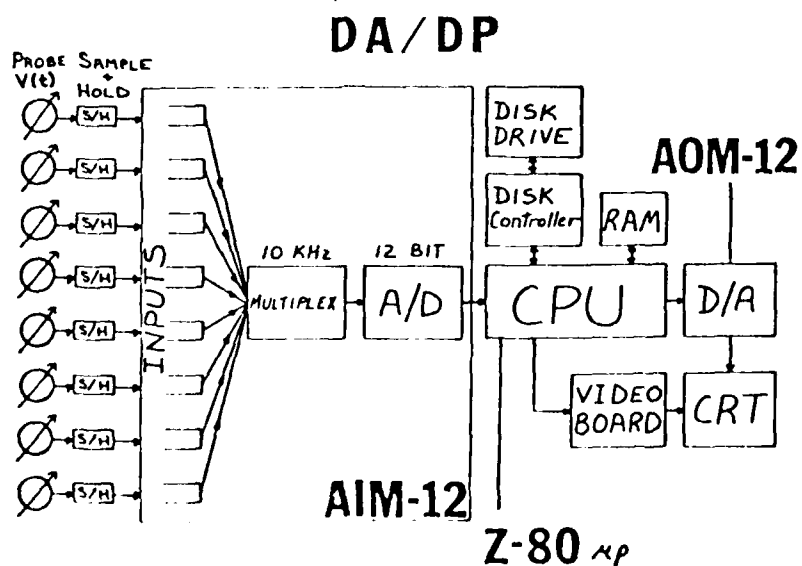 DA/DP
PROBE
V(t)
SAMPLE
+
HOLD
S/H
S/H
S/H
S/H
S/H
S/H
S/H
S/H
INPUTS
10 KHz
MULTIPLEX
12 BIT
A/D
AIM-12
DISK
DRIVE
DISK
Controller
RAM
CPU
AOM-12
D/A
VIDEO
BOARD
CRT
Z-80 μp